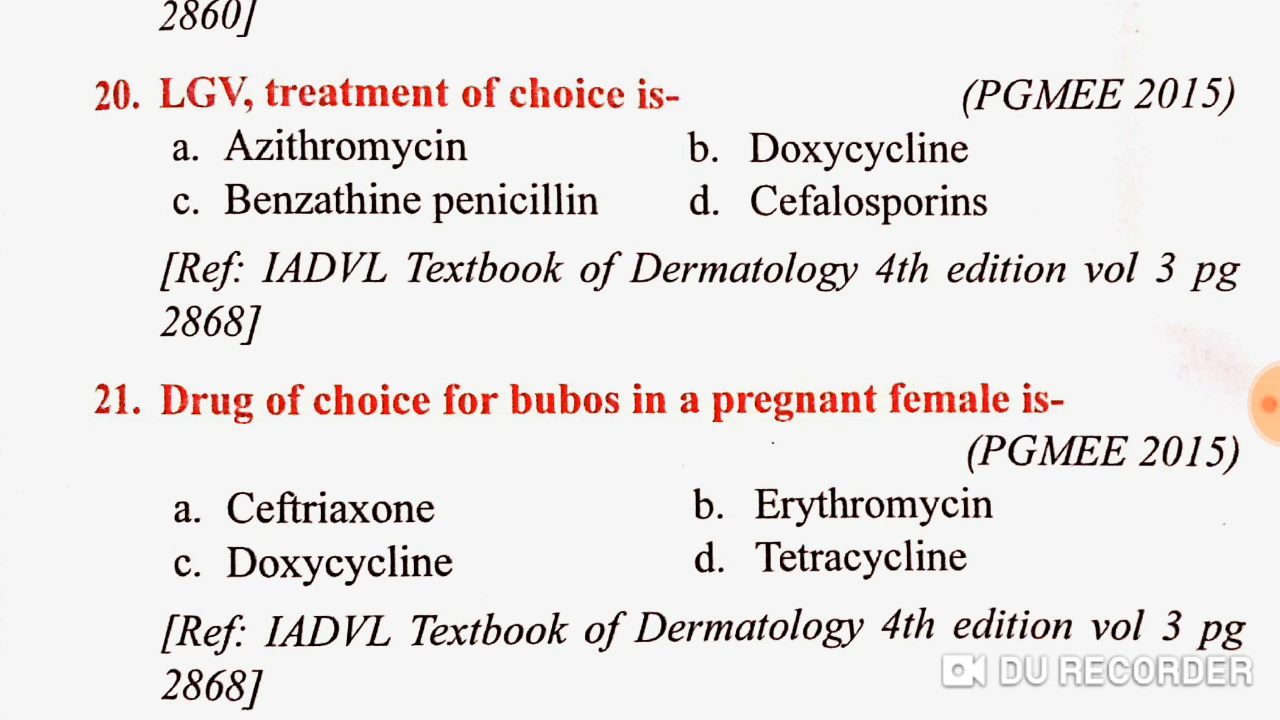 2860]
20. LGV, treatment of choice is- (PGMEE 2015)
a. Azithromycin b. Doxycycline
c. Benzathine penicillin d. Cefalosporins
[Ref: IADVL Textbook of Dermatology 4th edition vol 3 pg
2868]
21. Drug of choice for bubos in a pregnant female is-
(PGMEE 2015)
a. Ceftriaxone b. Erythromycin
c. Doxycycline d. Tetracycline
[Ref: IADVL Textbook of Dermatology 4th edition vol 3 pg
2868]
DU RECORDER